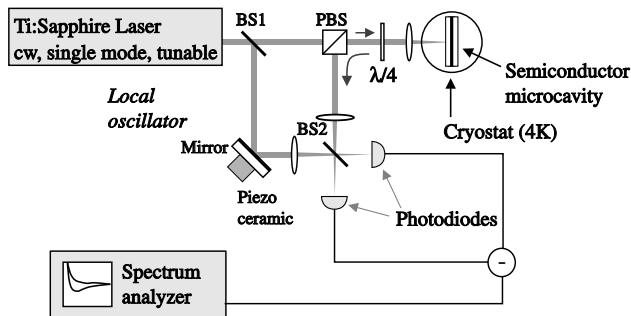 Ti:Sapphire Laser
cw, single mode, tunable
BS1
PBS
λ/4
Semiconductor
microcavity
Cryostat (4K)
Local
oscillator
Mirror
BS2
Piezo
ceramic
Photodiodes
-
Spectrum
analyzer